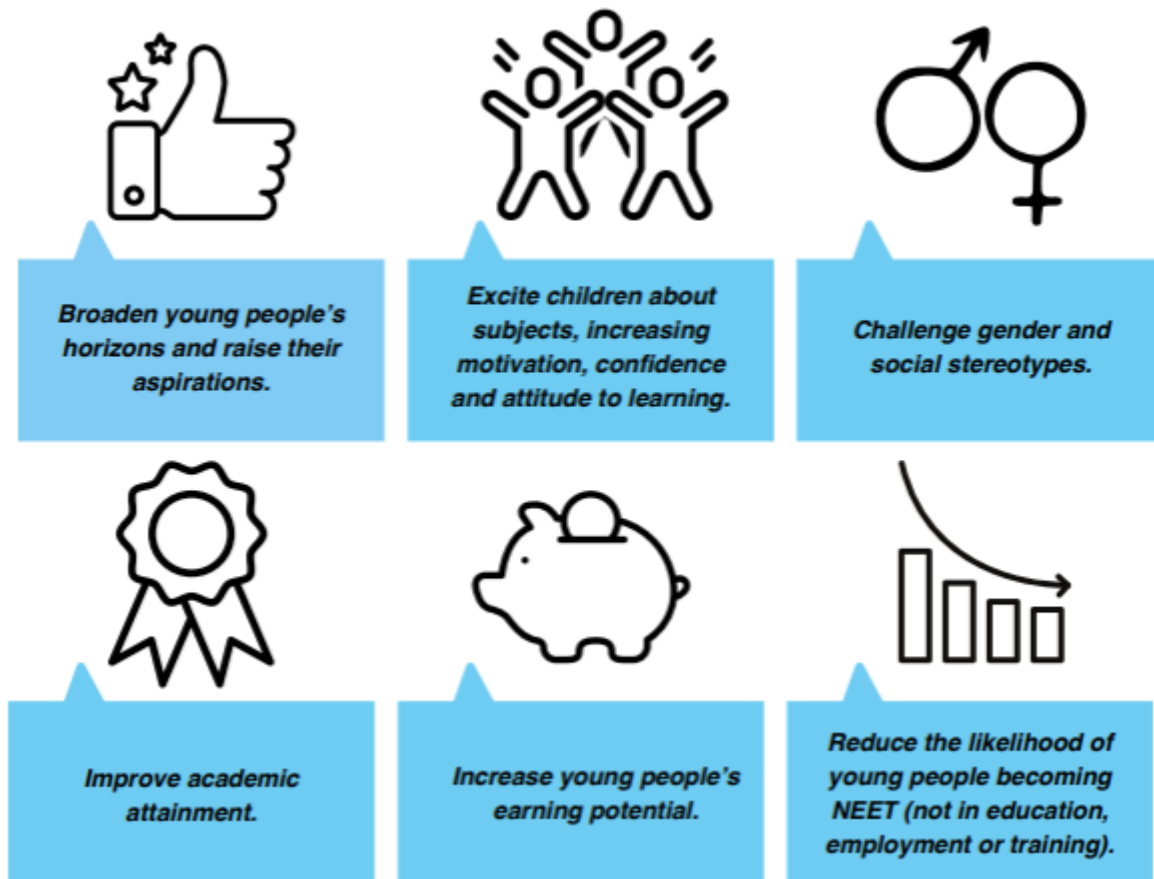 Broaden young people's
horizons and raise their
aspirations.
Excite children about
subjects, increasing
motivation, confidence
and attitude to learning.
Challenge gender and
social stereotypes.
Improve academic
attainment.
Increase young people's
earning potential.
Reduce the likelihood of
young people becoming
NEET (not in education,
employment or training).